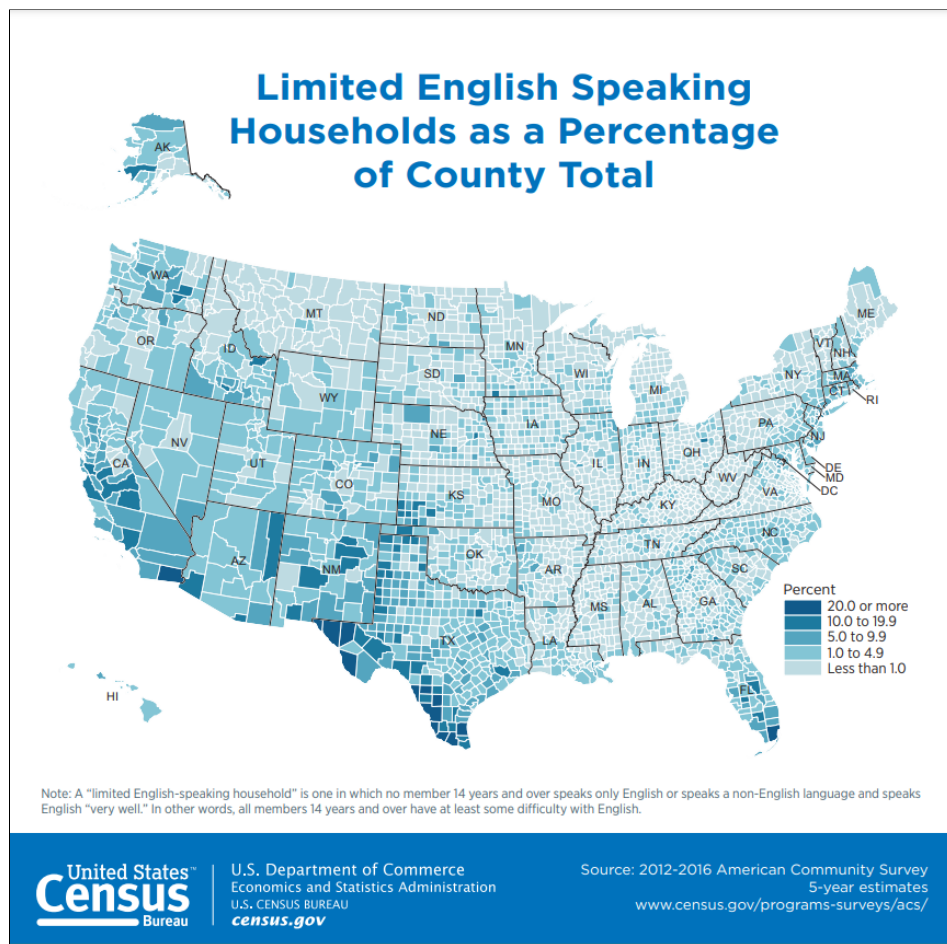 Limited English Speaking
Households as a Percentage
of County Total
AK
WA
MT
ND
MN
ME
OR
ID
SD
WI
MI
VT
NH
NY
MA
CT
RI
WY
NE
IA
PA
NJ
NV
UT
CO
IL
IN
OH
DE
MD
DC
CA
KS
MO
WV
VA
KY
AZ
NM
OK
AR
TN
NC
SC
TX
LA
MS
AL
GA
FL
HI
Percent
20.0 or more
10.0 to 19.9
5.0 to 9.9
1.0 to 4.9
Less than 1.0
Note: A “limited English-speaking household” is one in which no member 14 years and over speaks only English or speaks a non-English language and speaks
English “very well.” In other words, all members 14 years and over have at least some difficulty with English.
United States™
Census
Bureau
U.S. Department of Commerce
Economics and Statistics Administration
U.S. CENSUS BUREAU
census.gov
Source: 2012-2016 American Community Survey
5-year estimates
www.census.gov/programs-surveys/acs/